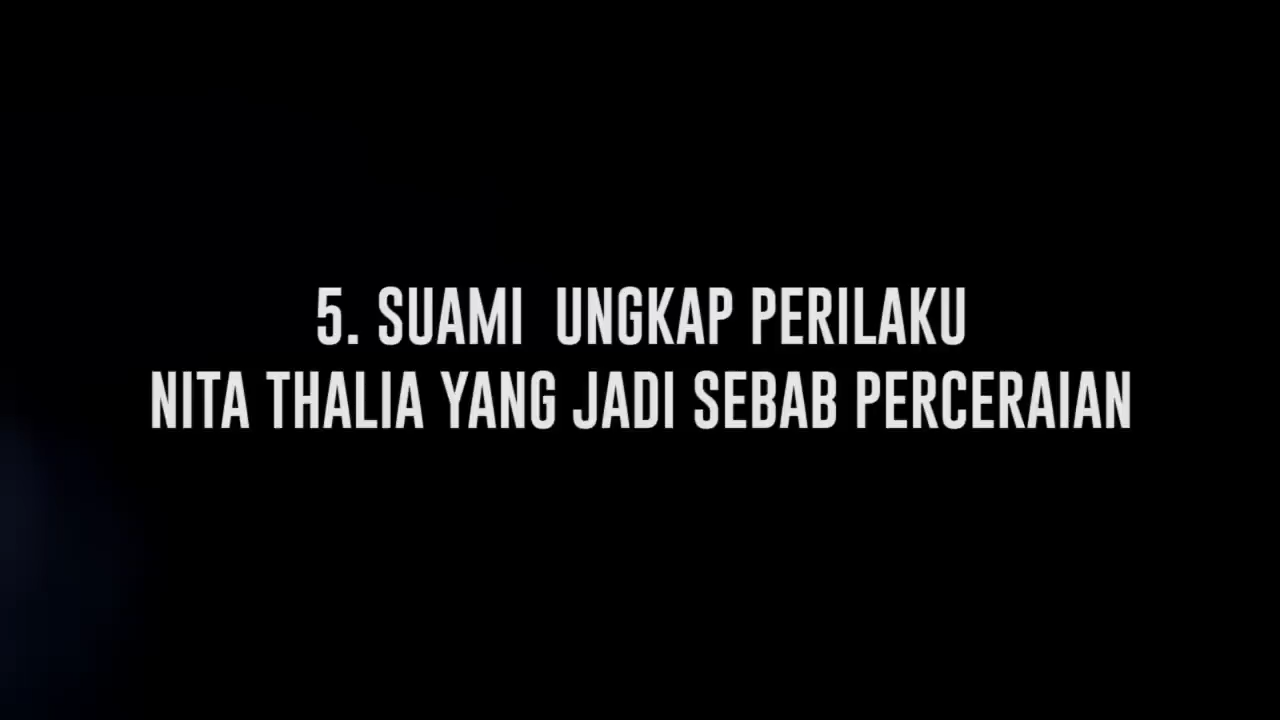 5. SUAMI  UNGKAP PERILAKU
NITA THALIA YANG JADI SEBAB PERCERAIAN